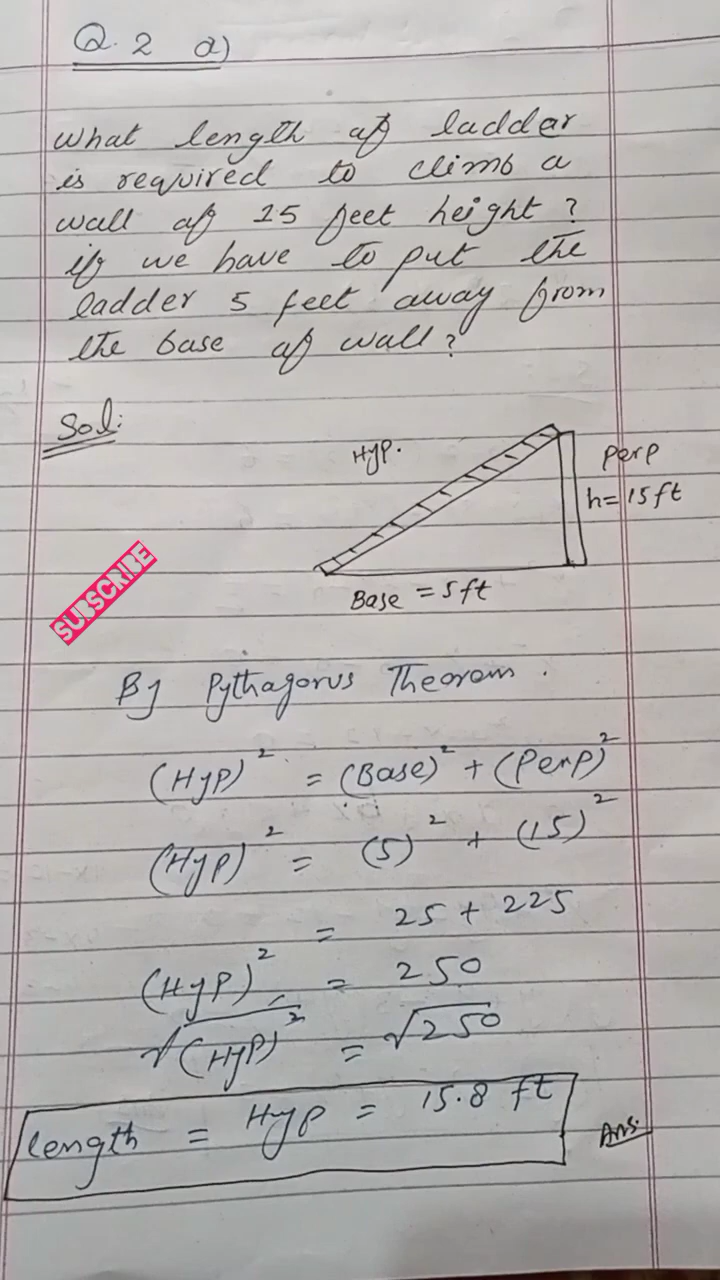 Q. 2 a)
What length of ladder
is required to climb a
wall of 15 feet height?
if we have to put the
ladder 5 feet away from
the base of wall?
Sol:
Hyp.
perp
h=15ft
Base = 5ft
SUBSCRIBE
By Pythagorus Theorem.
(Hyp)² = (Base)² + (Perp)²
(Hyp)² = (5)² + (15)²
= 25 + 225
(Hyp)² = 250
√(Hyp)² = √250
length = Hyp = 15.8 ft
Ans.